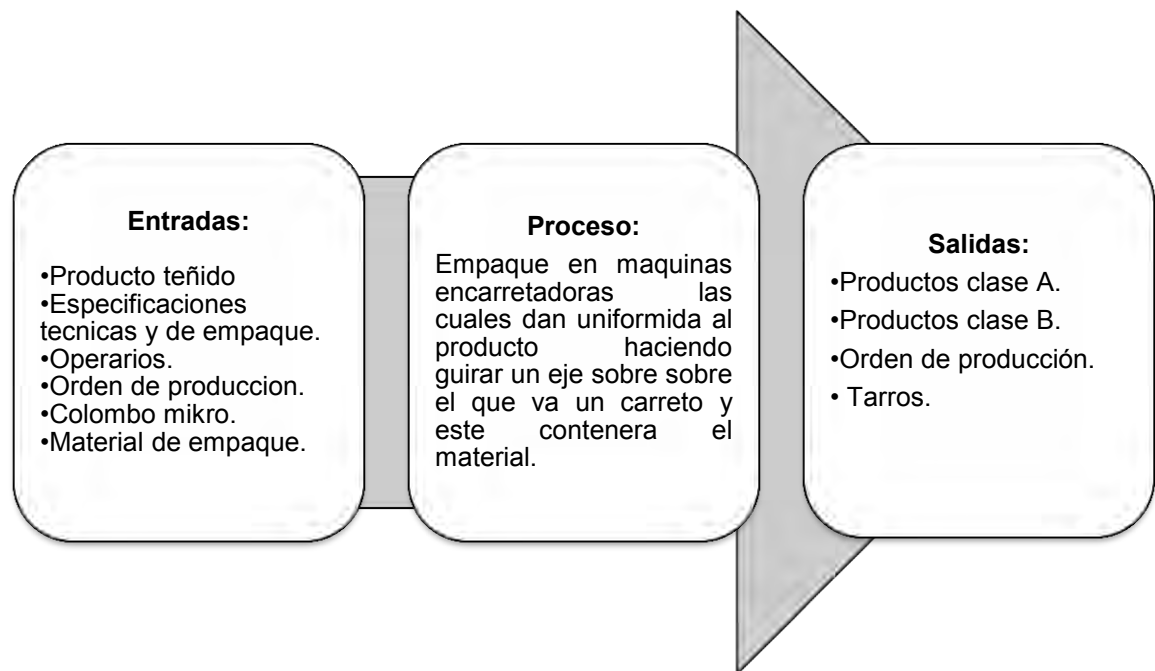 Entradas:
•Producto teñido
•Especificaciones
tecnicas y de empaque.
•Operarios.
•Orden de produccion.
•Colombo mikro.
•Material de empaque.
Proceso:
Empaque en maquinas
encarretadoras las
cuales dan uniformida al
producto haciendo
guirar un eje sobre sobre
el que va un carreto y
este contenera el
material.
Salidas:
•Productos clase A.
•Productos clase B.
•Orden de producción.
• Tarros.